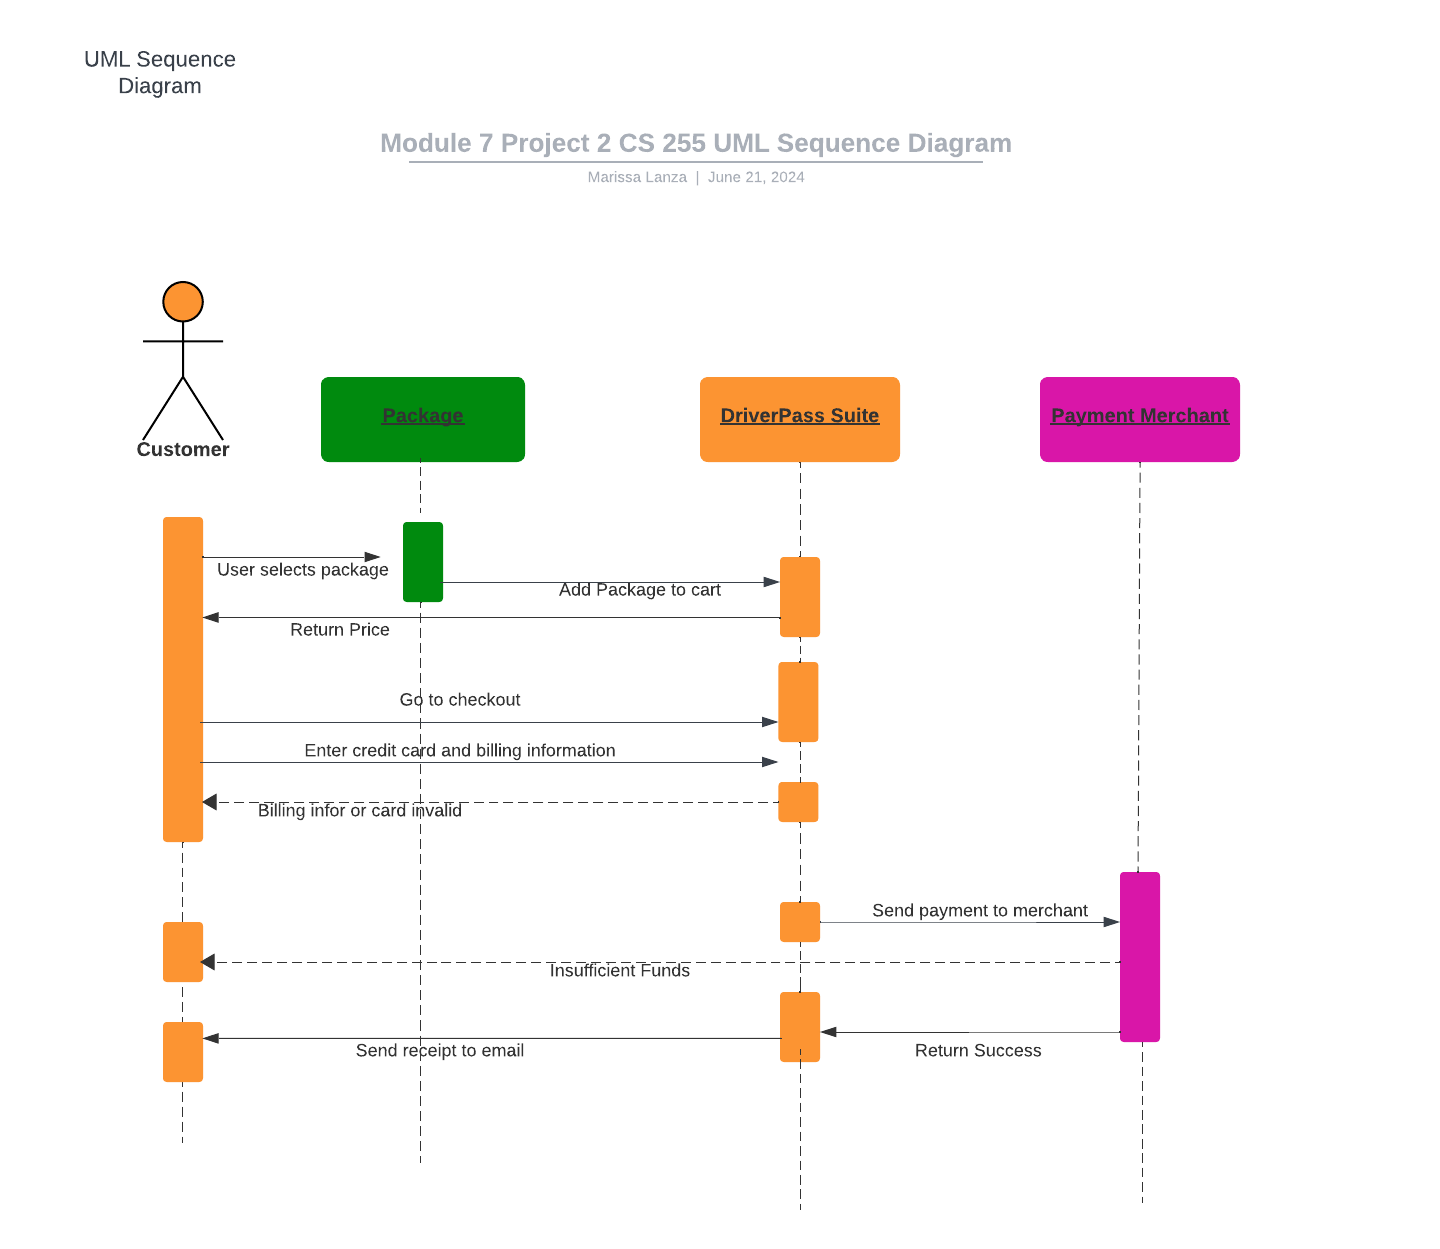 UML Sequence
Diagram
Module 7 Project 2 CS 255 UML Sequence Diagram
Marissa Lanza | June 21, 2024
Customer
Package
DriverPass Suite
Payment Merchant
User selects package
Add Package to cart
Return Price
Go to checkout
Enter credit card and billing information
Billing infor or card invalid
Send payment to merchant
Insufficient Funds
Send receipt to email
Return Success